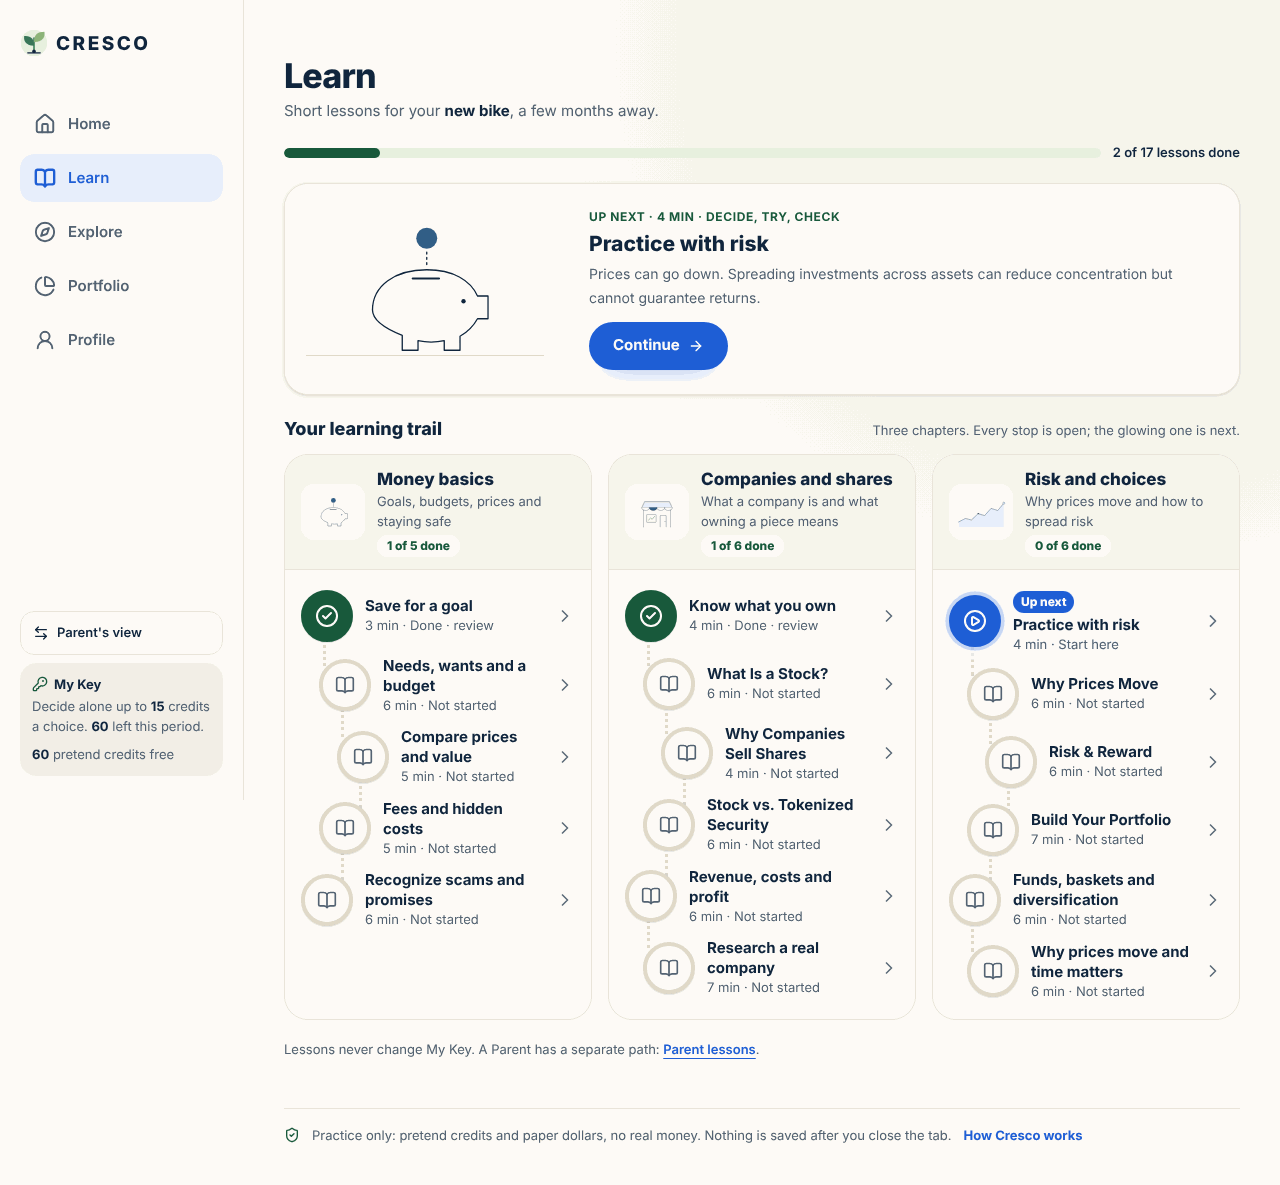 CRESCO
Home
Learn
Explore
Portfolio
Profile
Parent's view
My Key
Decide alone up to 15 credits
a choice. 60 left this period.
60 pretend credits free
Learn
Short lessons for your new bike, a few months away.
2 of 17 lessons done
UP NEXT · 4 MIN · DECIDE, TRY, CHECK
Practice with risk
Prices can go down. Spreading investments across assets can reduce concentration but
cannot guarantee returns.
Continue
Your learning trail
Three chapters. Every stop is open; the glowing one is next.
Money basics
Goals, budgets, prices and
staying safe
1 of 5 done
Save for a goal
3 min · Done · review
Needs, wants and a
budget
6 min · Not started
Compare prices
and value
5 min · Not started
Fees and hidden
costs
5 min · Not started
Recognize scams and
promises
6 min · Not started
Companies and shares
What a company is and what
owning a piece means
1 of 6 done
Know what you own
4 min · Done · review
What Is a Stock?
6 min · Not started
Why Companies
Sell Shares
4 min · Not started
Stock vs. Tokenized
Security
6 min · Not started
Revenue, costs and
profit
6 min · Not started
Research a real
company
7 min · Not started
Risk and choices
Why prices move and how to
spread risk
0 of 6 done
Up next
Practice with risk
4 min · Start here
Why Prices Move
6 min · Not started
Risk & Reward
6 min · Not started
Build Your Portfolio
7 min · Not started
Funds, baskets and
diversification
6 min · Not started
Why prices move and
time matters
6 min · Not started
Lessons never change My Key. A Parent has a separate path: Parent lessons.
Practice only: pretend credits and paper dollars, no real money. Nothing is saved after you close the tab. How Cresco works